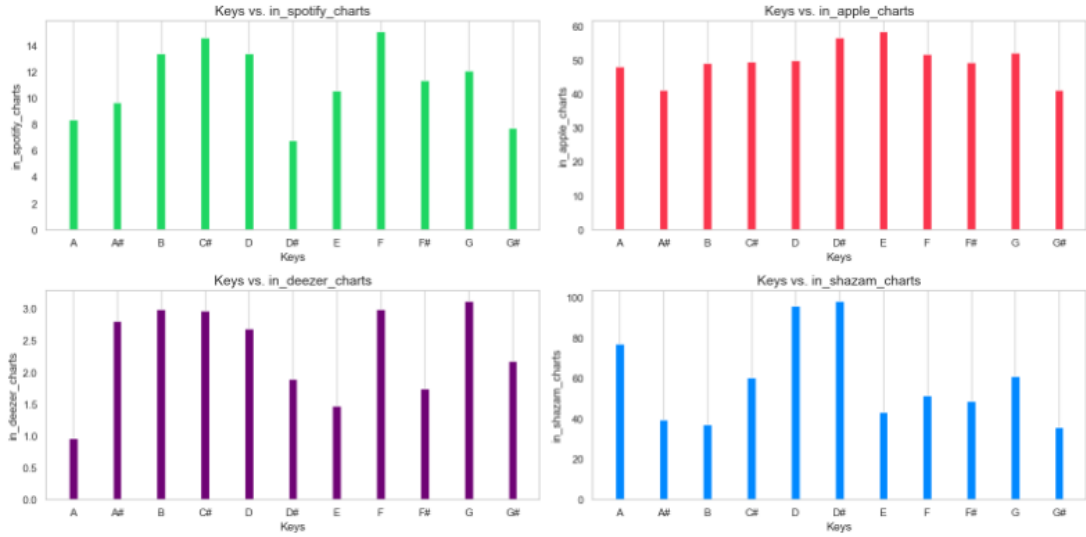 Keys vs. in_spotify_charts
in_spotify_charts
14
12
10
8
6
4
2
0
A A# B C# D D# E F F# G G#
Keys
Keys vs. in_apple_charts
in_apple_charts
60
50
40
30
20
10
0
A A# B C# D D# E F F# G G#
Keys
Keys vs. in_deezer_charts
in_deezer_charts
3.0
2.5
2.0
1.5
1.0
0.5
0.0
A A# B C# D D# E F F# G G#
Keys
Keys vs. in_shazam_charts
in_shazam_charts
100
80
60
40
20
0
A A# B C# D D# E F F# G G#
Keys